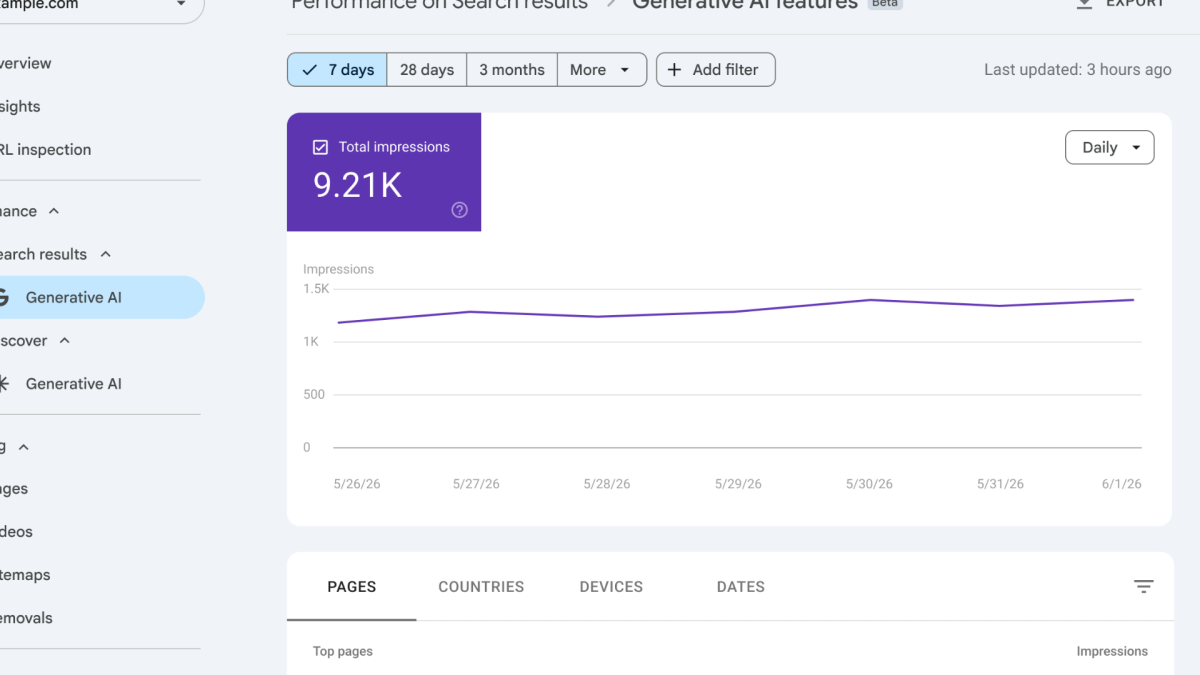 ample.com
Performance on Search results > Generative AI features Beta
EXPORT
verview
sights
RL inspection
nance
earch results
Generative AI
scover
Generative AI
g
ges
deos
temaps
emovals
7 days
28 days
3 months
More
+ Add filter
Last updated: 3 hours ago
Total impressions
9.21K
Daily
Impressions
1.5K
1K
500
0
5/26/26
5/27/26
5/28/26
5/29/26
5/30/26
5/31/26
6/1/26
PAGES
COUNTRIES
DEVICES
DATES
Top pages
Impressions